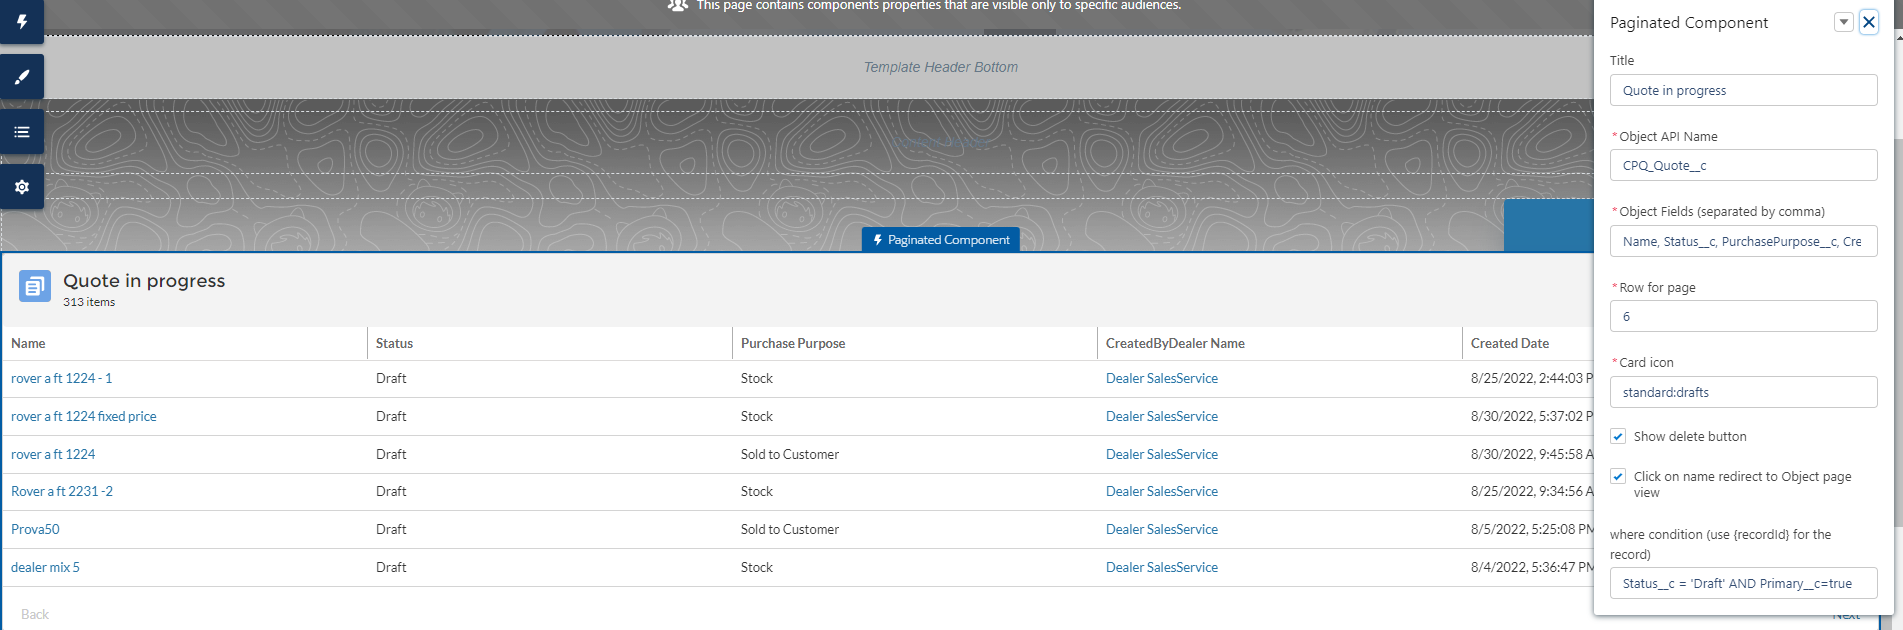 This page contains components properties that are visible only to specific audiences.
Template Header Bottom
Paginated Component
Quote in progress
313 items
Name Status Purchase Purpose CreatedByDealer Name Created Date
rover a ft 1224 - 1 Draft Stock Dealer SalesService 8/25/2022, 2:44:03 P
rover a ft 1224 fixed price Draft Stock Dealer SalesService 8/30/2022, 5:37:02 P
rover a ft 1224 Draft Sold to Customer Dealer SalesService 8/30/2022, 9:45:58 A
Rover a ft 2231 -2 Draft Stock Dealer SalesService 8/25/2022, 9:34:56 A
Prova50 Draft Sold to Customer Dealer SalesService 8/5/2022, 5:25:08 PM
dealer mix 5 Draft Stock Dealer SalesService 8/4/2022, 5:36:47 PM
Back Next
Paginated Component
Title
Quote in progress
*Object API Name
CPQ_Quote__c
*Object Fields (separated by comma)
Name, Status__c, PurchasePurpose__c, Cre
*Row for page
6
*Card icon
standard:drafts
Show delete button
Click on name redirect to Object page
view
where condition (use {recordId} for the
record)
Status__c = 'Draft' AND Primary__c=true